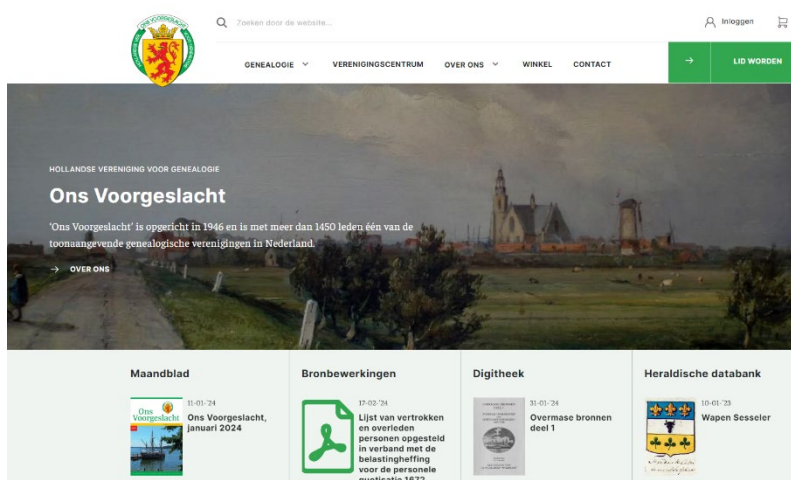 Zoeken door de website...
Inloggen
GENEALOGIE
VERENIGINGSCENTRUM
OVER ONS
WINKEL
CONTACT
→ LID WORDEN
HOLLANDSE VERENIGING VOOR GENEALOGIE
Ons Voorgeslacht
'Ons Voorgeslacht' is opgericht in 1946 en is met meer dan 1450 leden één van de
toonaangevende genealogische verenigingen in Nederland.
→ OVER ONS
Maandblad
Ons
Voorgeslacht
11-01-'24
Ons Voorgeslacht,
januari 2024
Bronbewerkingen
17-02-'24
Lijst van vertrokken
en overleden
personen opgesteld
in verband met de
belastingheffing
voor de personele
quotisatie 1672
Digitheek
31-01-'24
Overmase bronnen
deel 1
Heraldische databank
10-01-'23
Wapen Sesseler